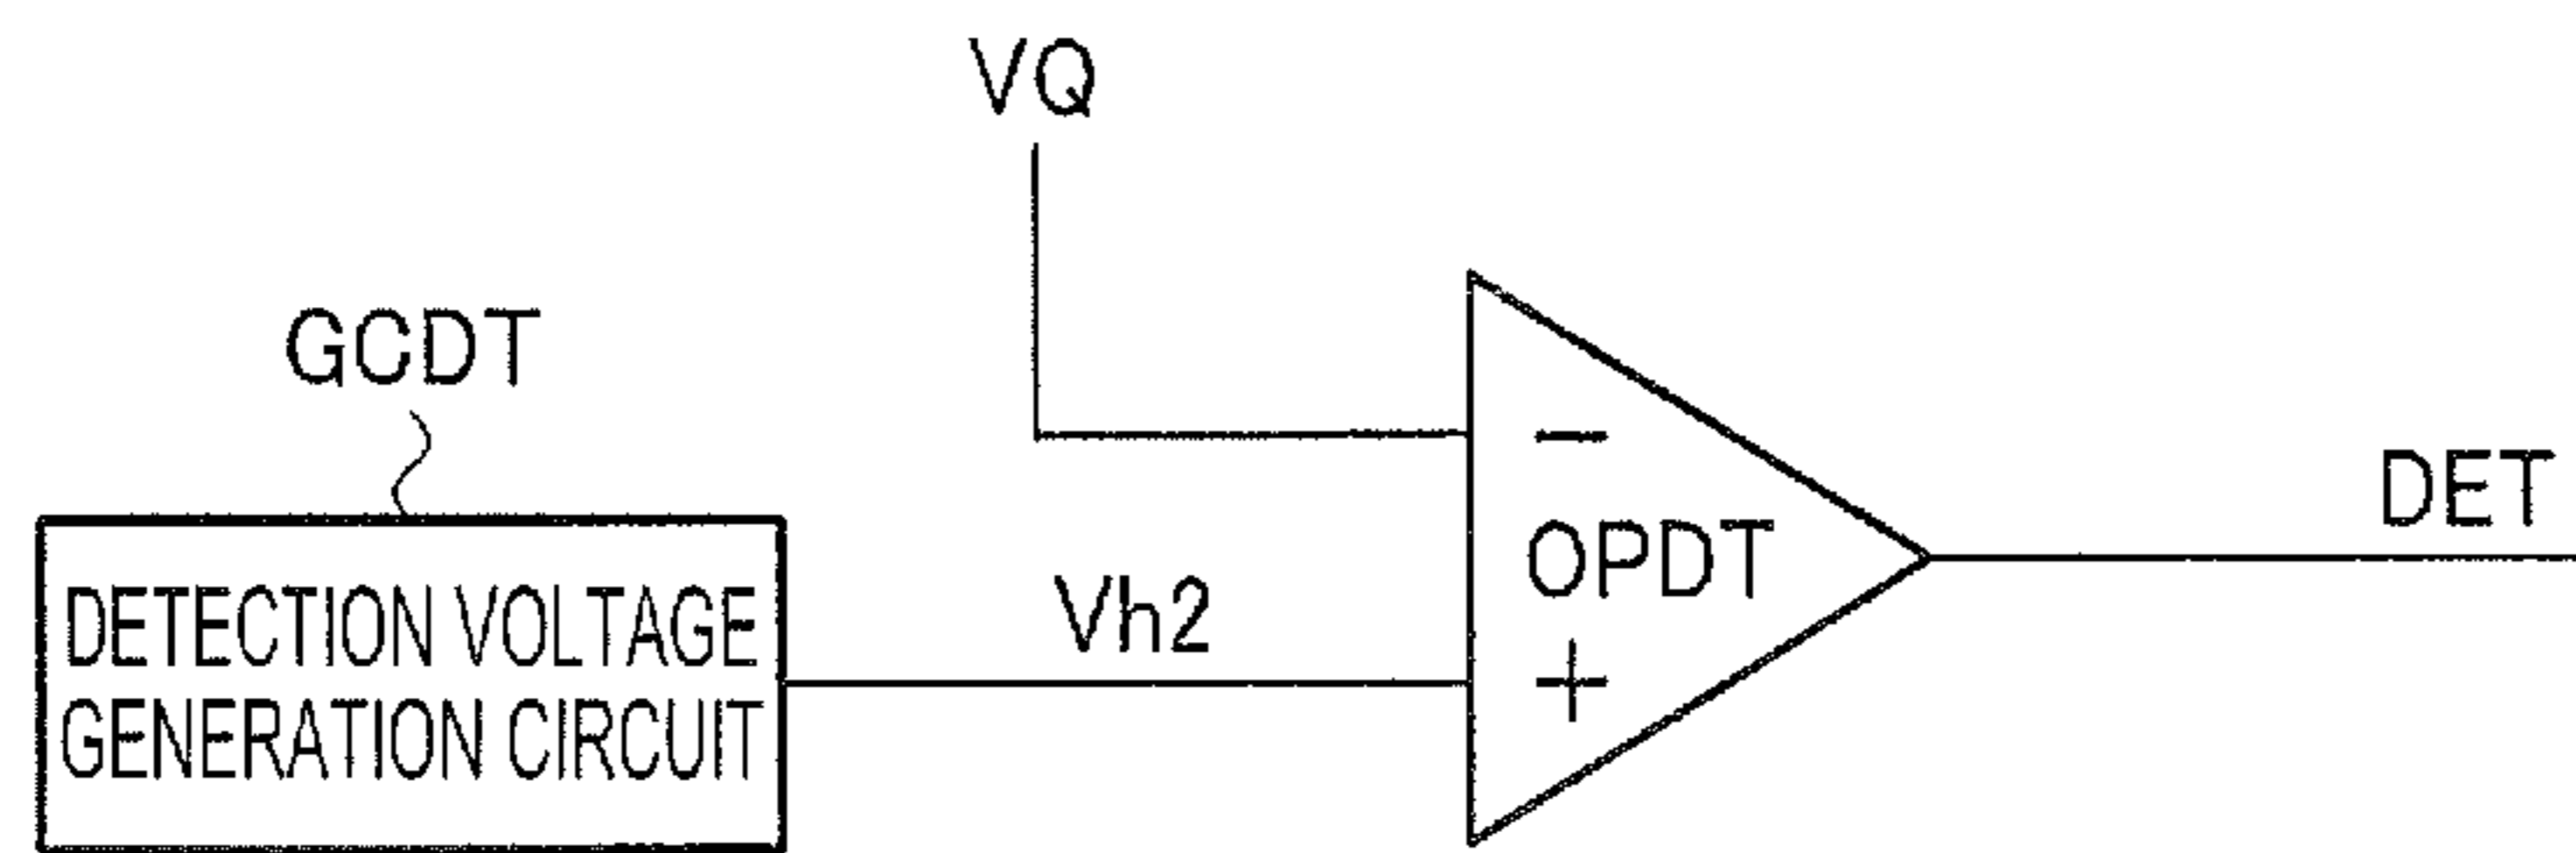 VQ
GCDT
DETECTION VOLTAGE
GENERATION CIRCUIT
Vh2
−
OPDT
+
DET